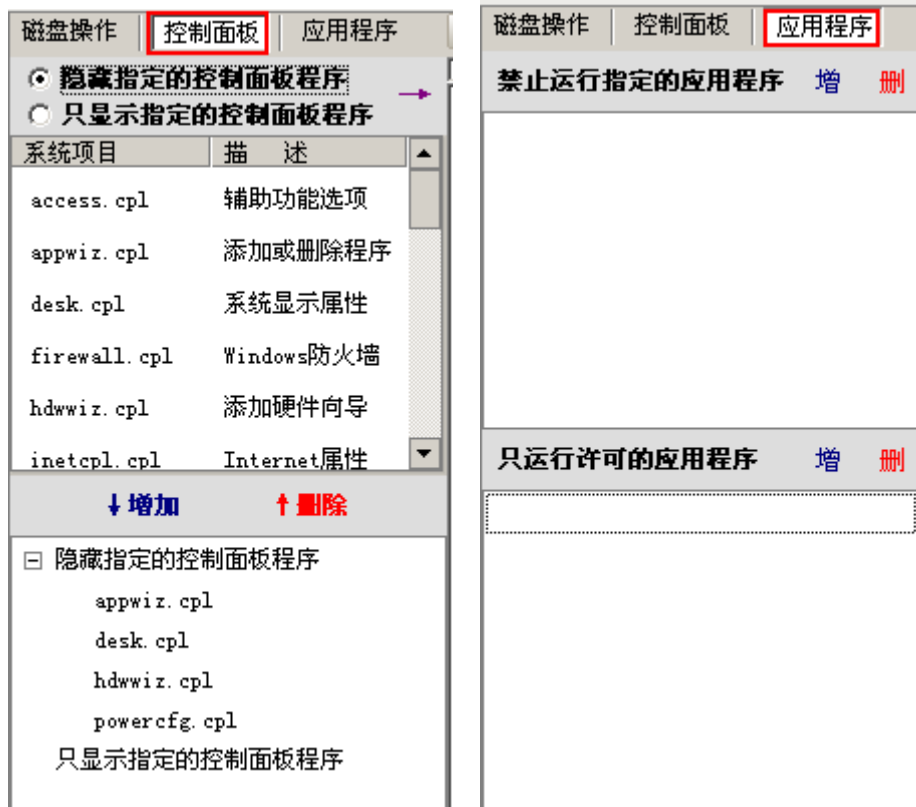 磁盘操作 控制面板 应用程序
隐藏指定的控制面板程序
只显示指定的控制面板程序
系统项目 描 述
access.cpl 辅助功能选项
appwiz.cpl 添加或删除程序
desk.cpl 系统显示属性
firewall.cpl Windows防火墙
hdwwiz.cpl 添加硬件向导
inetcpl.cpl Internet属性
↓增加 ↑删除
隐藏指定的控制面板程序
appwiz.cpl
desk.cpl
hdwwiz.cpl
powercfg.cpl
只显示指定的控制面板程序
磁盘操作 控制面板 应用程序
禁止运行指定的应用程序 增 删
只运行许可的应用程序 增 删